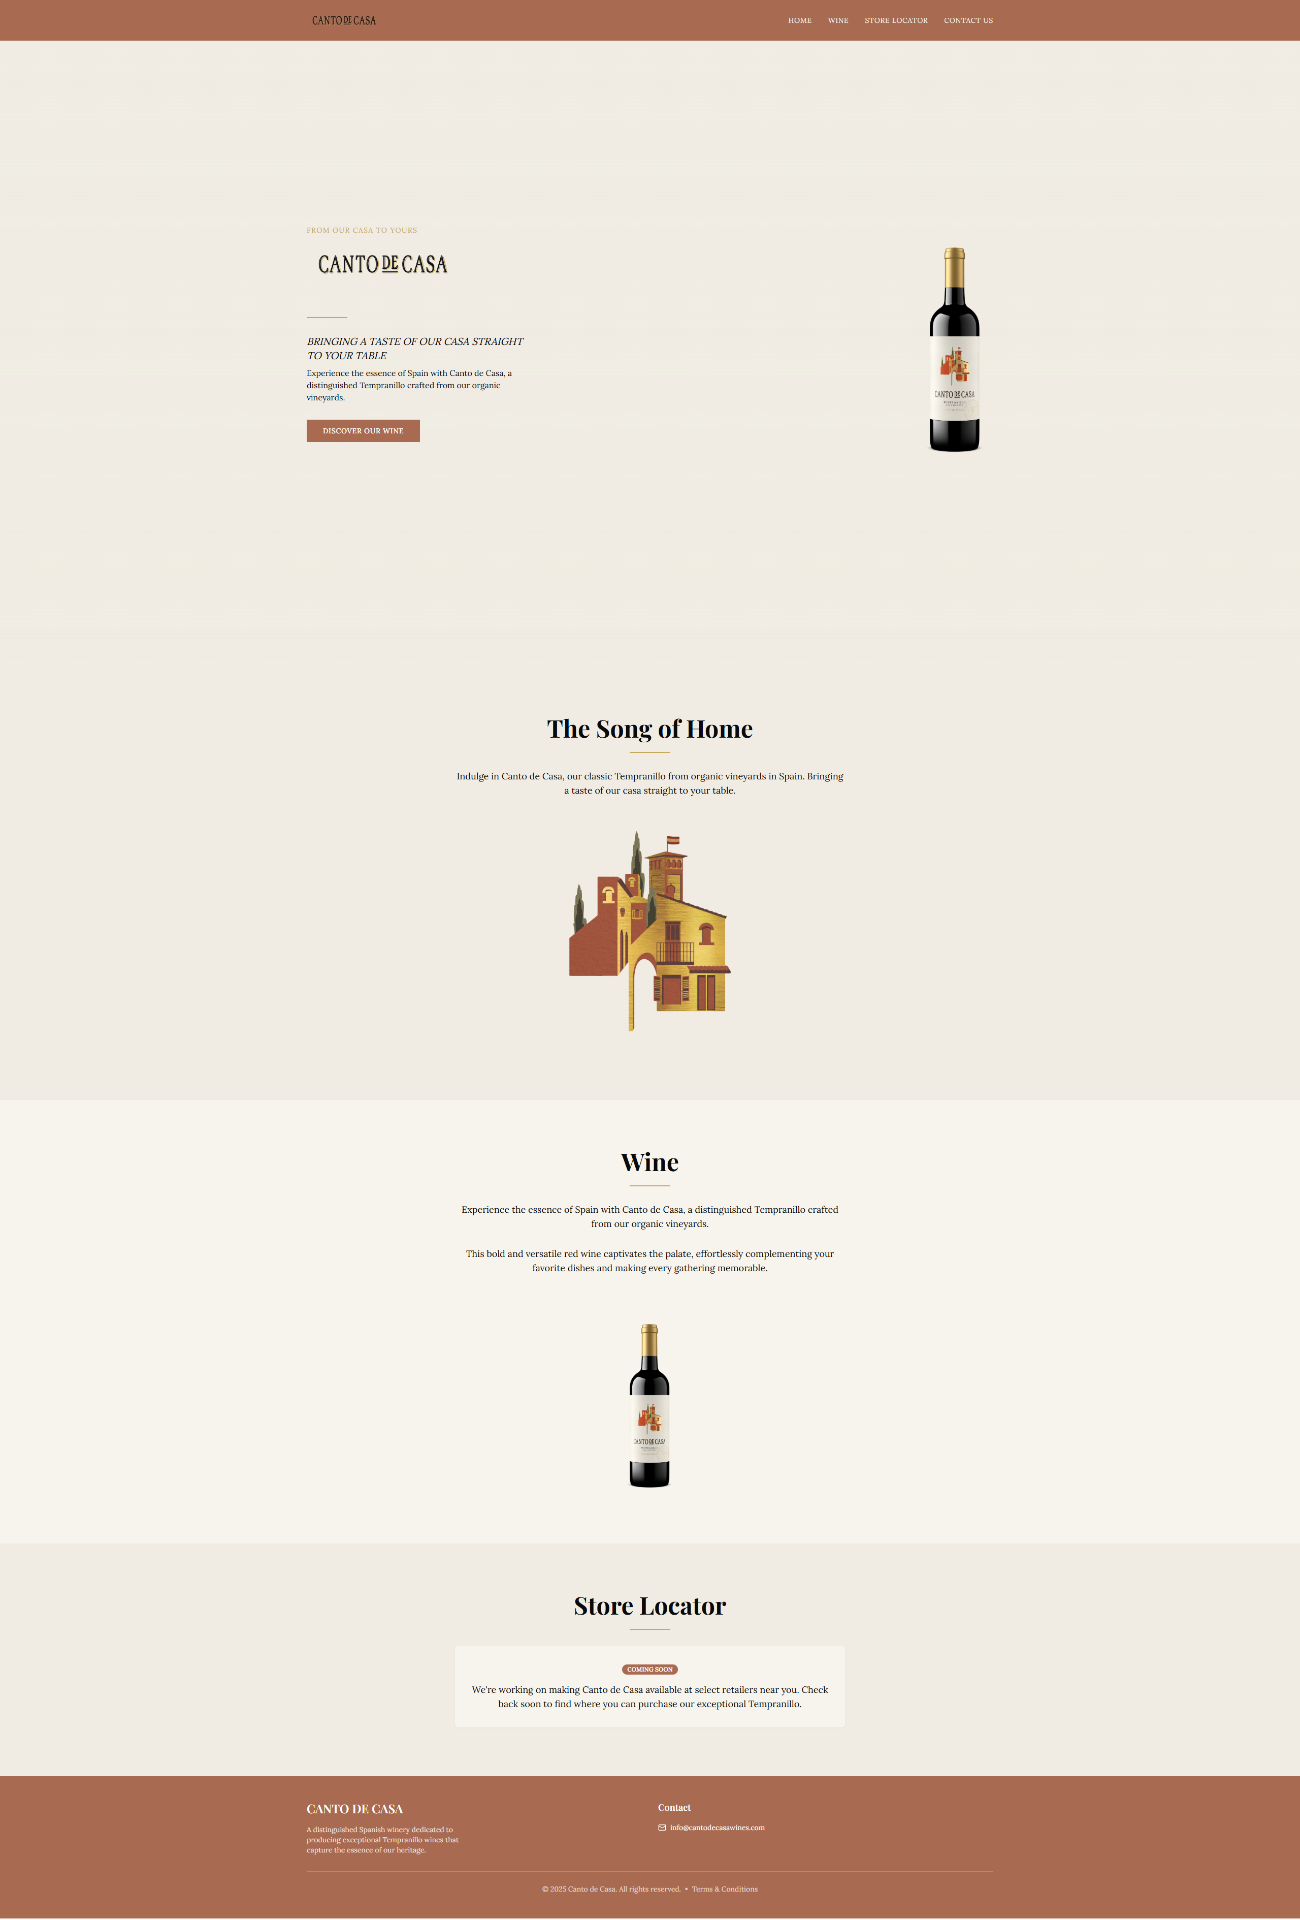 CANTO DE CASA
HOME WINE STORE LOCATOR CONTACT US
FROM OUR CASA TO YOURS
CANTO DE CASA
BRINGING A TASTE OF OUR CASA STRAIGHT
TO YOUR TABLE
Experience the essence of Spain with Canto de Casa, a
distinguished Tempranillo crafted from our organic
vineyards.
DISCOVER OUR WINE
CANTO DE CASA
The Song of Home
Indulge in Canto de Casa, our classic Tempranillo from organic vineyards in Spain. Bringing
a taste of our casa straight to your table.
Wine
Experience the essence of Spain with Canto de Casa, a distinguished Tempranillo crafted
from our organic vineyards.
This bold and versatile red wine captivates the palate, effortlessly complementing your
favorite dishes and making every gathering memorable.
CANTO DE CASA
Store Locator
COMING SOON
We're working on making Canto de Casa available at select retailers near you. Check
back soon to find where you can purchase our exceptional Tempranillo.
CANTO DE CASA
A distinguished Spanish winery dedicated to
producing exceptional Tempranillo wines that
capture the essence of our heritage.
Contact
info@cantodecasawines.com
© 2025 Canto de Casa. All rights reserved. • Terms & Conditions